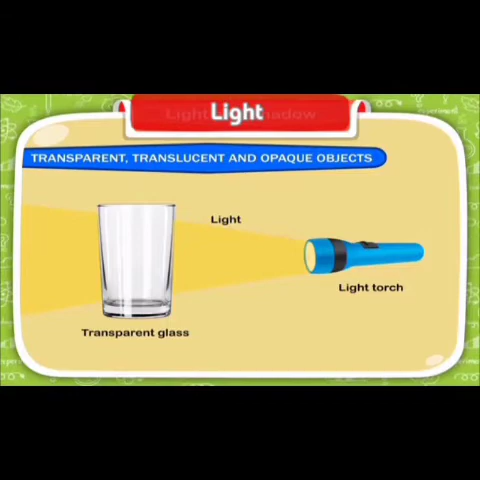 Light
TRANSPARENT, TRANSLUCENT AND OPAQUE OBJECTS
Light
Light torch
Transparent glass